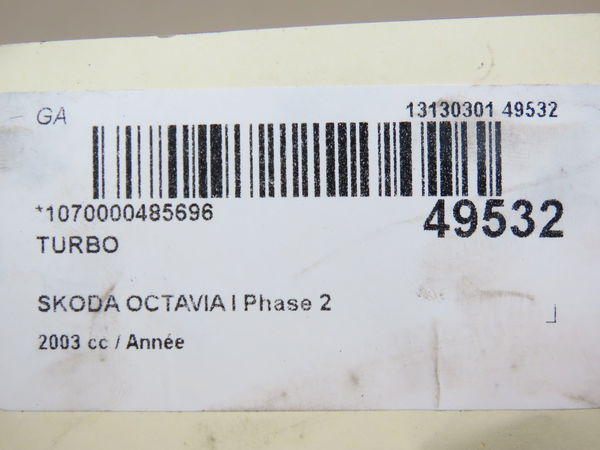 GA 13130301 49532
*1070000485696 49532
TURBO
SKODA OCTAVIA I Phase 2
2003 cc / Année